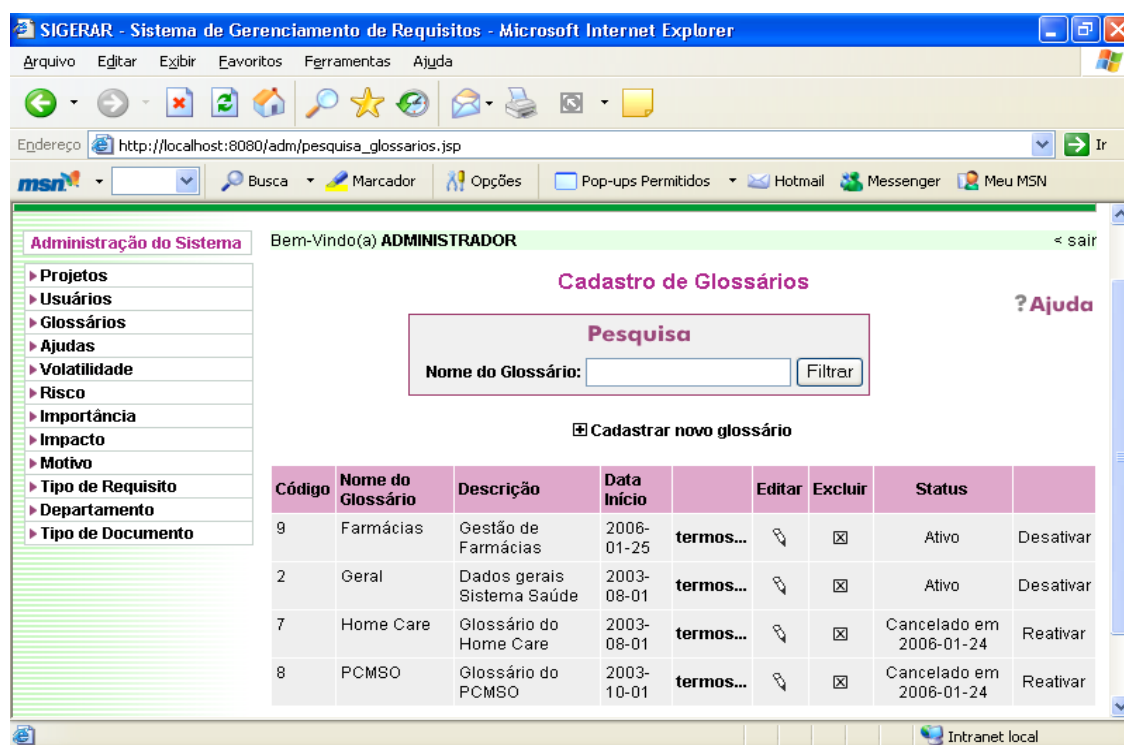 SIGERAR - Sistema de Gerenciamento de Requisitos - Microsoft Internet Explorer
Arquivo Editar Exibir Favoritos Ferramentas Ajuda
Endereço http://localhost:8080/adm/pesquisa_glossarios.jsp Ir
msn Busca Marcador Opções Pop-ups Permitidos Hotmail Messenger Meu MSN
Administração do Sistema
Projetos
Usuários
Glossários
Ajudas
Volatilidade
Risco
Importância
Impacto
Motivo
Tipo de Requisito
Departamento
Tipo de Documento
Bem-Vindo(a) ADMINISTRADOR < sair
Cadastro de Glossários
? Ajuda
Pesquisa
Nome do Glossário: Filtrar
Cadastrar novo glossário
Código Nome do Glossário Descrição Data Início Editar Excluir Status
9 Farmácias Gestão de Farmácias 2006-01-25 termos... Ativo Desativar
2 Geral Dados gerais Sistema Saúde 2003-08-01 termos... Ativo Desativar
7 Home Care Glossário do Home Care 2003-08-01 termos... Cancelado em 2006-01-24 Reativar
8 PCMSO Glossário do PCMSO 2003-10-01 termos... Cancelado em 2006-01-24 Reativar
Intranet local